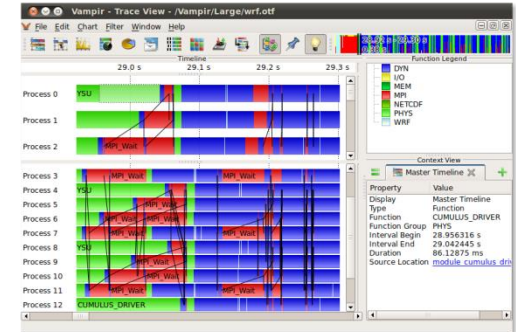 Vampir - Trace View - /Vampir/Large/wrf.otf
File Edit Chart Filter Window Help
Timeline
29.0 s 29.1 s 29.2 s 29.3 s
Process 0
YSU
Process 1
Process 2
MPI_Wait
Process 3
MPI_Wait MPI_Wait
Process 4
YSU
Process 5
MPI_Wait
Process 6
MPI_Wait MPI_Wait
Process 7
MPI_Wait MPI_Wait
Process 8
YSU
Process 9
MPI_Wait
Process 10
MPI_Wait
Process 11
MPI_Wait MPI_Wait
Process 12
CUMULUS_DRIVER
Function Legend
DYN
I/O
MEM
MPI
NETCDF
PHYS
WRF
Context View
Master Timeline
Property Value
Display Master Timeline
Type Function
Function CUMULUS_DRIVER
Function Group PHYS
Interval Begin 28.956316 s
Interval End 29.042445 s
Duration 86.12875 ms
Source Location module_cumulus_driv